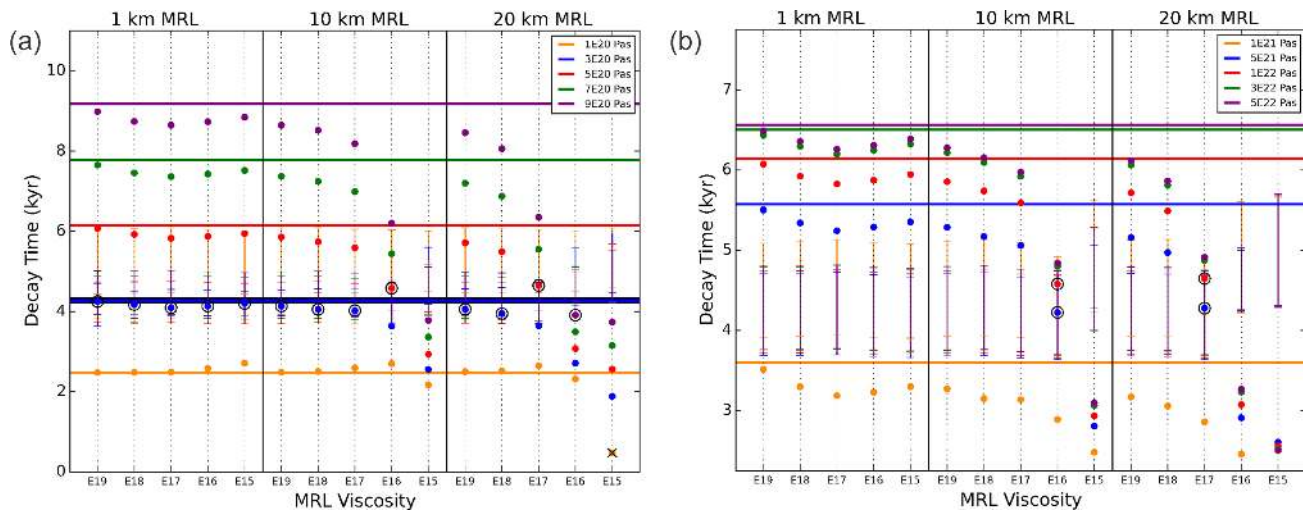 (a)
1 km MRL 10 km MRL 20 km MRL
1E20 Pas
3E20 Pas
5E20 Pas
7E20 Pas
9E20 Pas
Decay Time (kyr)
10
8
6
4
2
0
E19 E18 E17 E16 E15 E19 E18 E17 E16 E15 E19 E18 E17 E16 E15
MRL Viscosity
(b)
1 km MRL 10 km MRL 20 km MRL
1E21 Pas
5E21 Pas
1E22 Pas
3E22 Pas
5E22 Pas
Decay Time (kyr)
7
6
5
4
3
E19 E18 E17 E16 E15 E19 E18 E17 E16 E15 E19 E18 E17 E16 E15
MRL Viscosity